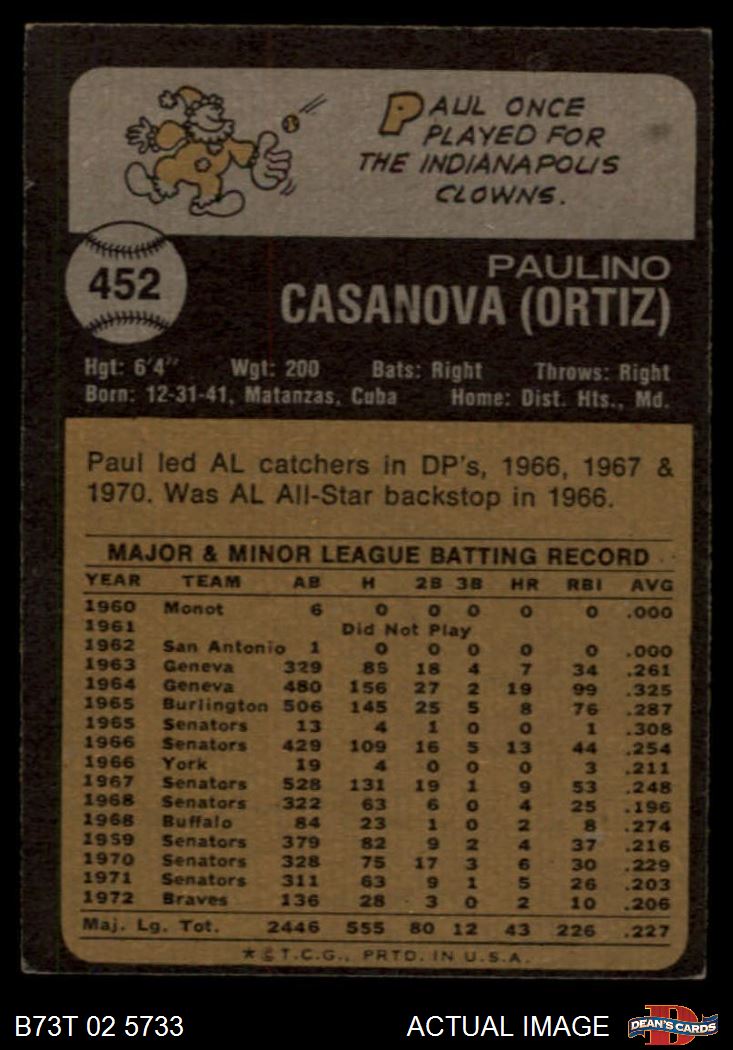 PAUL ONCE
PLAYED FOR
THE INDIANAPOLIS
CLOWNS.
452
PAULINO
CASANOVA (ORTIZ)
Hgt: 6'4" Wgt: 200 Bats: Right Throws: Right
Born: 12-31-41, Matanzas, Cuba Home: Dist. Hts., Md.
Paul led AL catchers in DP's, 1966, 1967 &
1970. Was AL All-Star backstop in 1966.
MAJOR & MINOR LEAGUE BATTING RECORD
YEAR TEAM AB H 2B 3B HR RBI AVG
1960 Monot 6 0 0 0 0 0 .000
1961 Did Not Play
1962 San Antonio 1 0 0 0 0 0 .000
1963 Geneva 329 85 18 4 7 34 .261
1964 Geneva 480 156 27 2 19 99 .325
1965 Burlington 506 145 25 5 8 76 .287
1965 Senators 13 4 1 0 0 1 .308
1966 Senators 429 109 16 5 13 44 .254
1966 York 19 4 0 0 0 3 .211
1967 Senators 528 131 19 1 9 53 .248
1968 Senators 322 63 6 0 4 25 .196
1968 Buffalo 84 23 1 0 2 8 .274
1969 Senators 379 82 9 2 4 37 .216
1970 Senators 328 75 17 3 6 30 .229
1971 Senators 311 63 9 1 5 26 .203
1972 Braves 136 28 3 0 2 10 .206
Maj. Lg. Tot. 2446 555 80 12 43 226 .227
★ © T.C.G., PRTD. IN U.S.A.
B73T 02 5733 ACTUAL IMAGE D DEAN'S CARDS